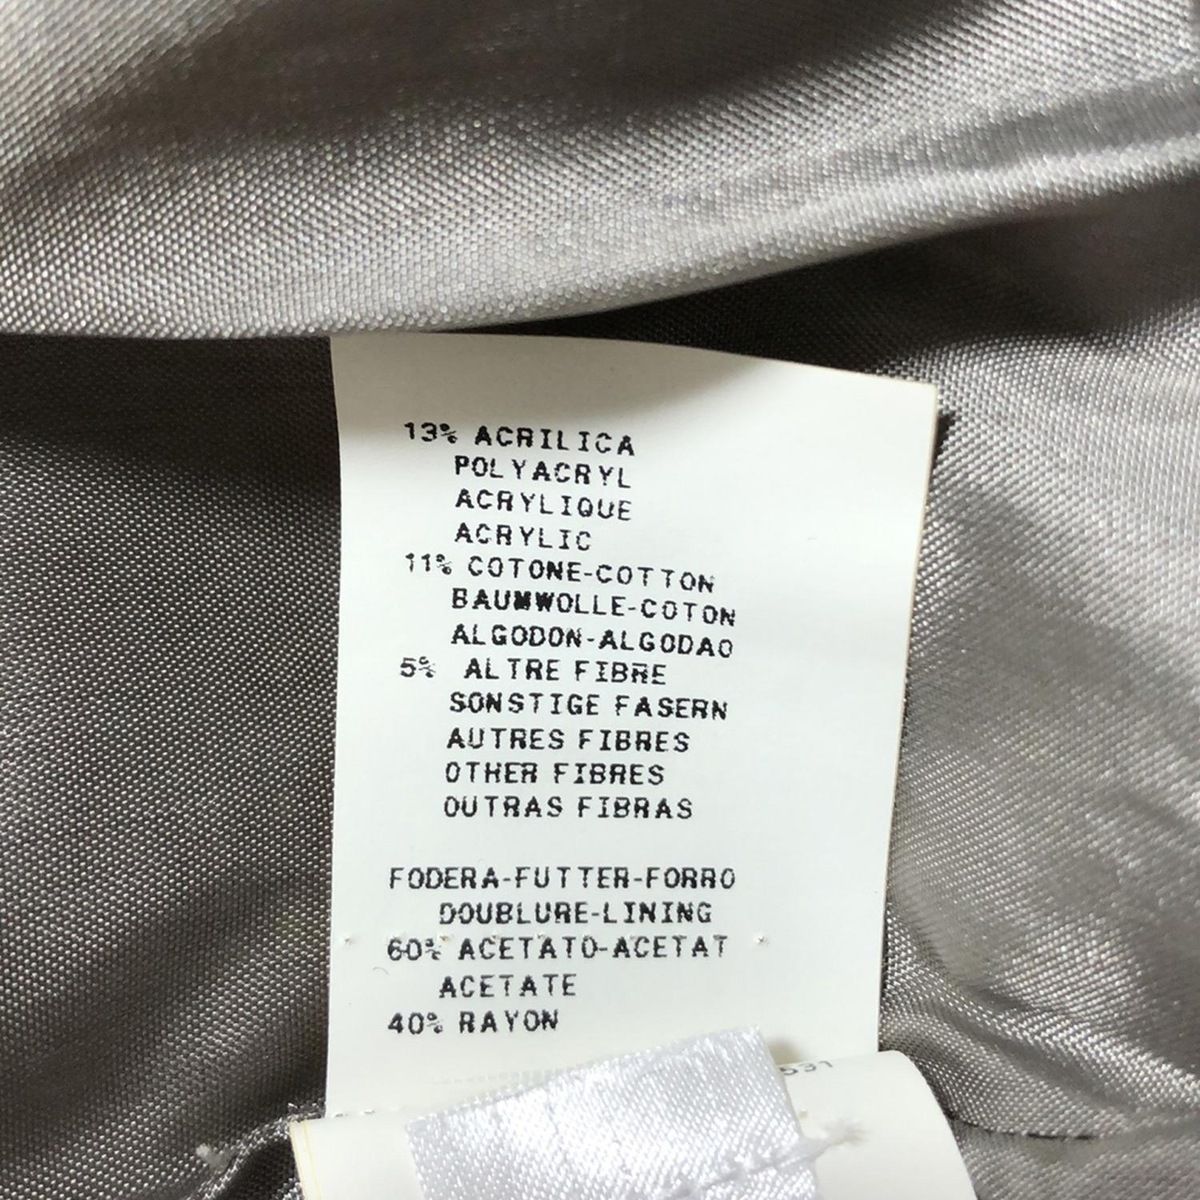 13% ACRILICA
POLYACRYL
ACRYLIQUE
ACRYLIC
11% COTONE-COTTON
BAUMWOLLE-COTON
ALGODON-ALGODAO
5% ALTRE FIBRE
SONSTIGE FASERN
AUTRES FIBRES
OTHER FIBRES
OUTRAS FIBRAS
FODERA-FUTTER-FORRO
DOUBLURE-LINING
60% ACETATO-ACETAT
ACETATE
40% RAYON